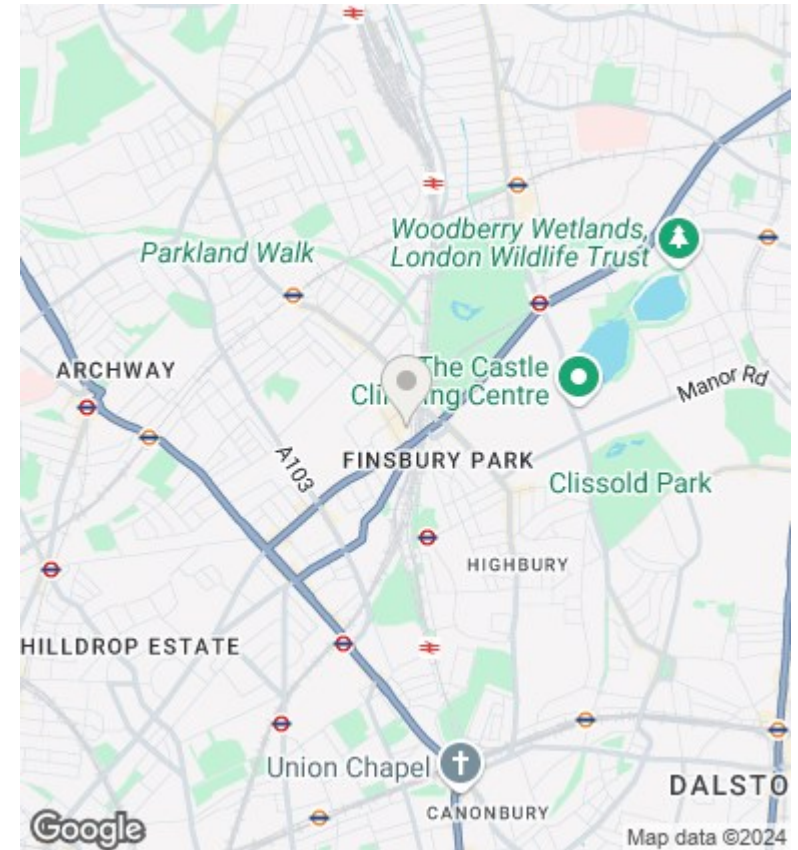 Woodberry Wetlands,
London Wildlife Trust
Parkland Walk
ARCHWAY
The Castle
Climbing Centre
Manor Rd
A103
FINSBURY PARK
Clissold Park
HIGHBURY
HILLDROP ESTATE
Union Chapel
DALSTO
CANONBURY
Google
Map data ©2024